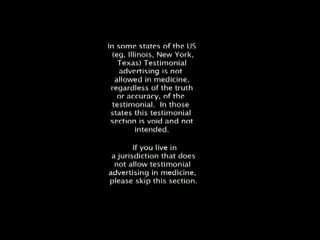 In some states of the US
(eg, Illinois, New York,
Texas) Testimonial
advertising is not
allowed in medicine,
regardless of the truth
or accuracy, of the
testimonial. In those
states this testimonial
section is void and not
intended.
If you live in
a jurisdiction that does
not allow testimonial
advertising in medicine,
please skip this section.